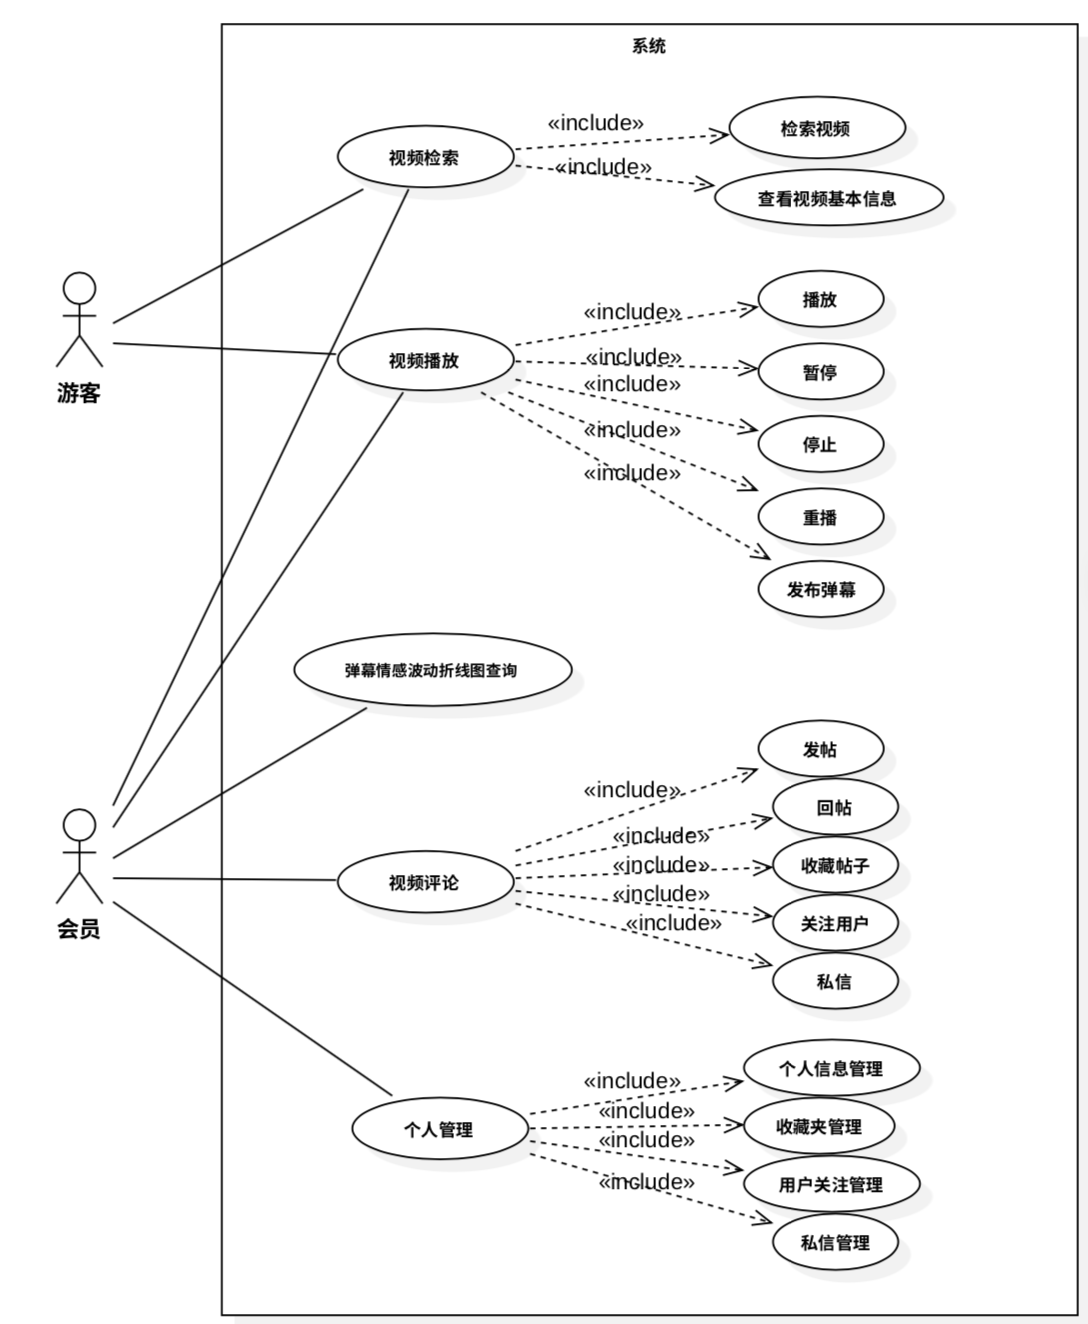 系统
视频检索
«include»
检索视频
«include»
查看视频基本信息
游客
视频播放
«include»
播放
«include»
暂停
«include»
停止
«include»
重播
«include»
发布弹幕
弹幕情感波动折线图查询
会员
视频评论
«include»
发帖
«include»
回帖
«include»
收藏帖子
«include»
关注用户
«include»
私信
个人管理
«include»
个人信息管理
«include»
收藏夹管理
«include»
用户关注管理
«include»
私信管理